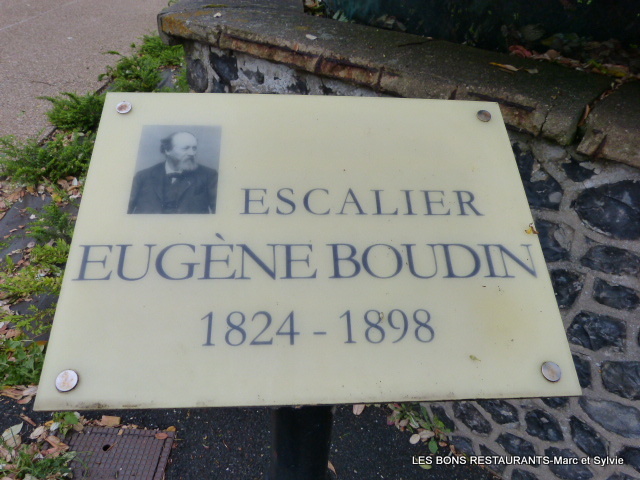 ESCALIER
EUGÈNE BOUDIN
1824 - 1898
LES BONS RESTAURANTS-Marc et Sylvie